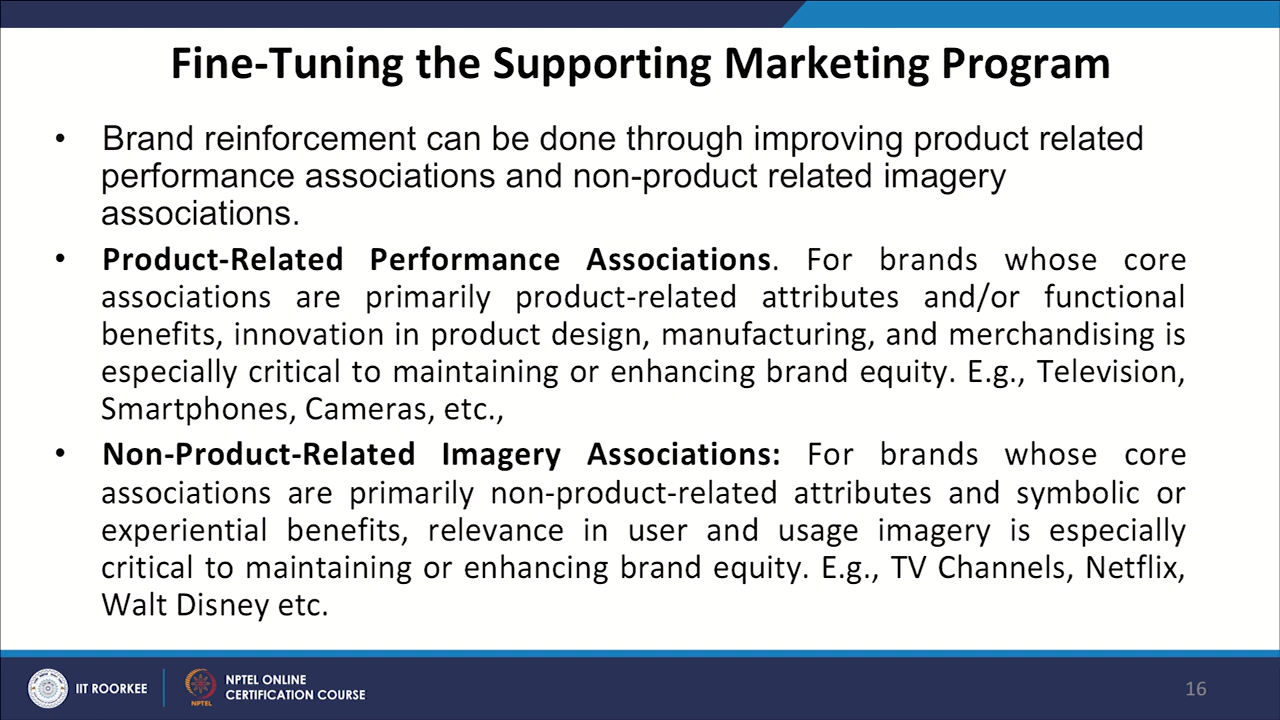 Fine-Tuning the Supporting Marketing Program
• Brand reinforcement can be done through improving product related
performance associations and non-product related imagery
associations.
• Product-Related Performance Associations. For brands whose core
associations are primarily product-related attributes and/or functional
benefits, innovation in product design, manufacturing, and merchandising is
especially critical to maintaining or enhancing brand equity. E.g., Television,
Smartphones, Cameras, etc.,
• Non-Product-Related Imagery Associations: For brands whose core
associations are primarily non-product-related attributes and symbolic or
experiential benefits, relevance in user and usage imagery is especially
critical to maintaining or enhancing brand equity. E.g., TV Channels, Netflix,
Walt Disney etc.
IIT ROORKEE
NPTEL
NPTEL ONLINE
CERTIFICATION COURSE
16